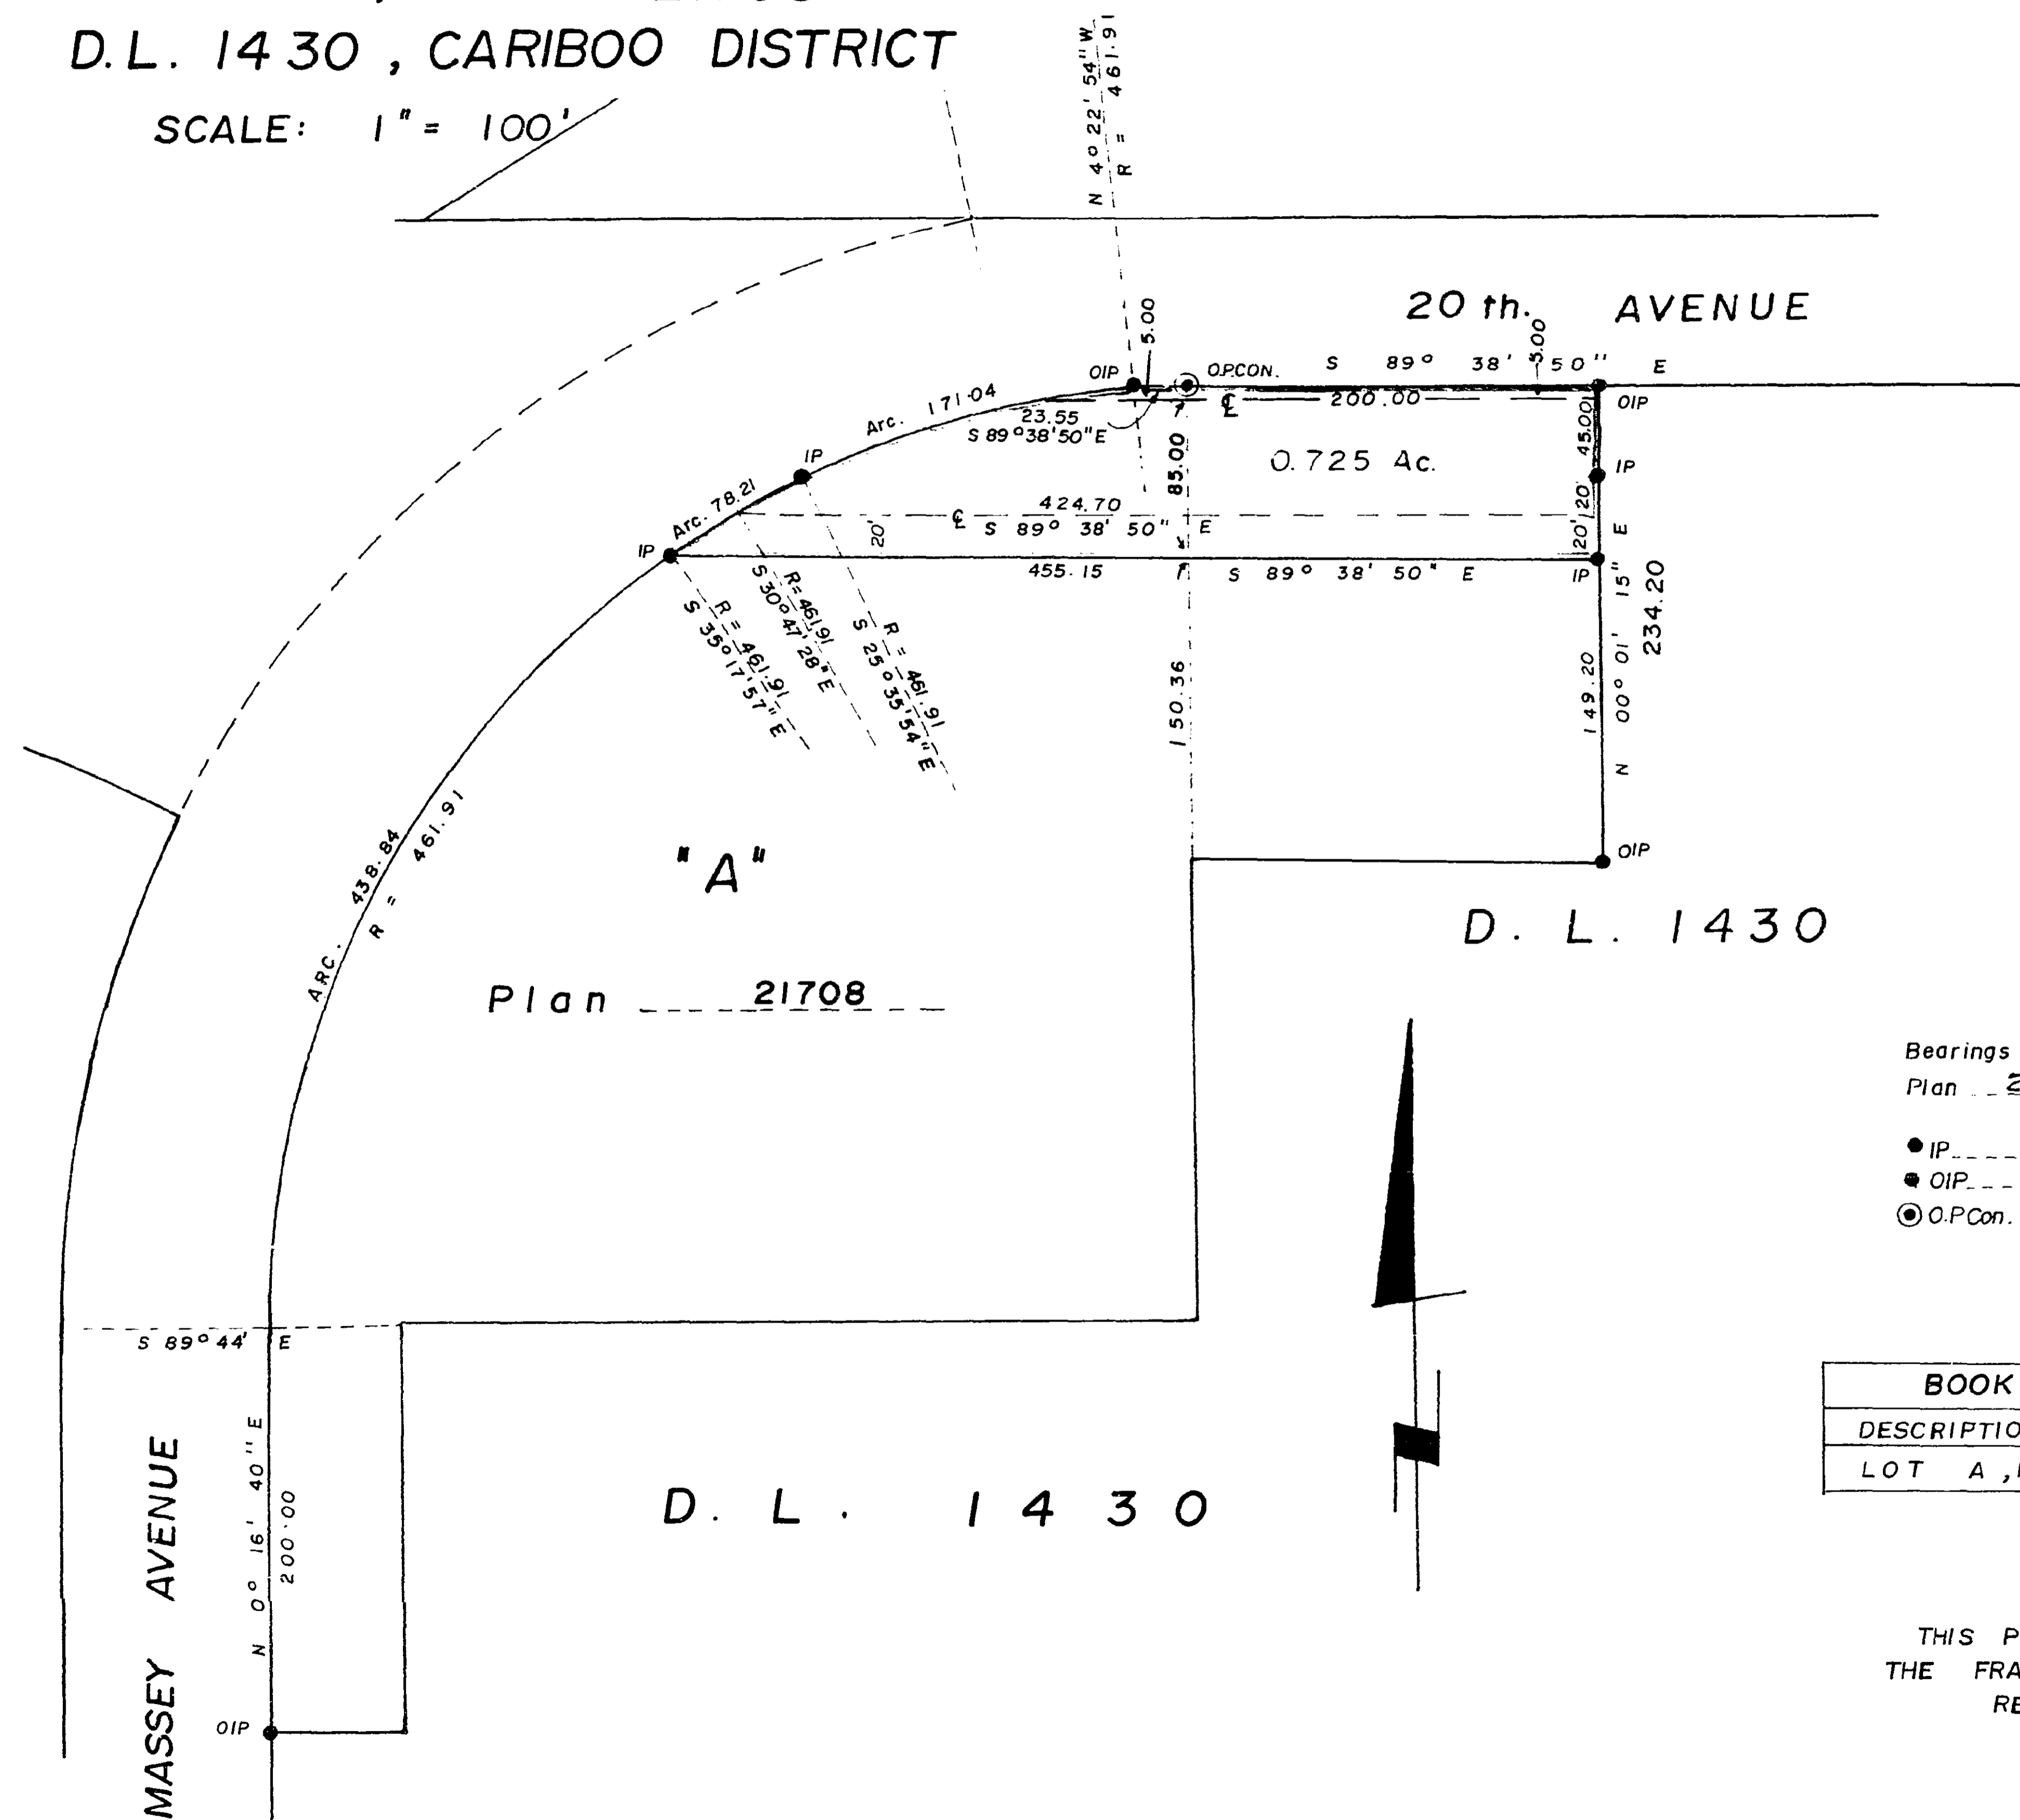 D.L. 1430 , CARIBOO DISTRICT
SCALE: 1" = 100'
N 4° 22' 54" W
R = 461.91
20 th. AVENUE
5.00
5.00
OIP
O.P.CON.
S 89° 38' 50" E
Arc. 171.04
23.55
S 89°38'50"E
℄
200.00
OIP
45.00
85.00
0.725 Ac.
IP
IP
Arc. 78.21
424.70
℄ S 89° 38' 50" E
20'
20'
20'
IP
455.15
S 89° 38' 50" E
IP
R = 461.91
S 35° 17' 57" E
R = 461.91
S 30° 47' 28" E
R = 461.91
S 25° 35' 54" E
150.36
149.20
N 00° 01' 15" E
234.20
ARC. 438.84
R = 461.91
"A"
OIP
D. L. 1430
Plan 21708
Bearings
Plan
IP
OIP
O.P Con.
S 89° 44' E
BOOK
DESCRIPTIO
LOT A ,
N 0° 16' 40" E
200.00
MASSEY AVENUE
D. L. 1430
THIS P
THE FRA
RE
OIP